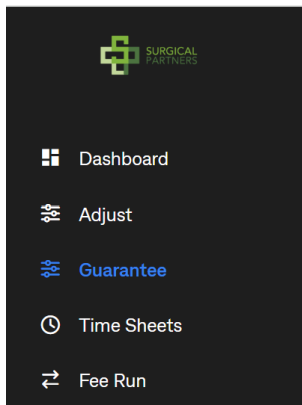 SURGICAL
PARTNERS
Dashboard
Adjust
Guarantee
Time Sheets
Fee Run